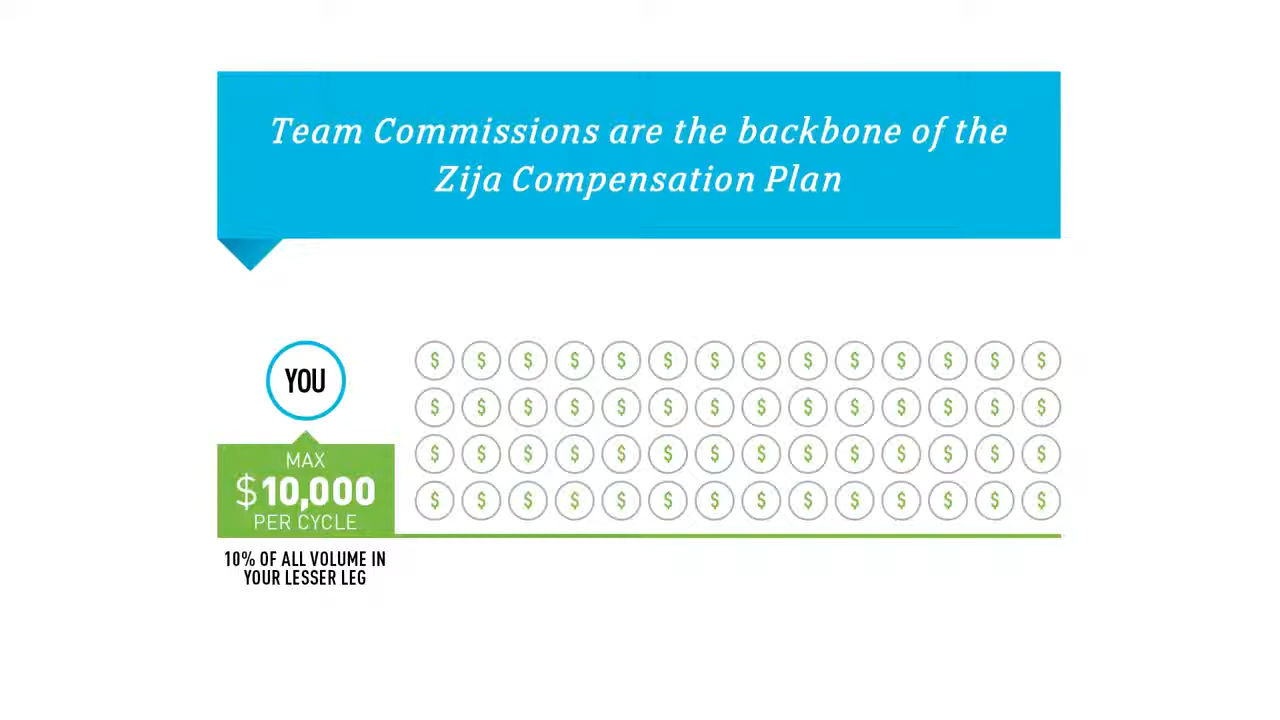 Team Commissions are the backbone of the
Zija Compensation Plan
YOU
$ $ $ $ $ $ $ $ $ $ $ $ $ $
$ $ $ $ $ $ $ $ $ $ $ $ $ $
$ $ $ $ $ $ $ $ $ $ $ $ $ $
$ $ $ $ $ $ $ $ $ $ $ $ $ $
MAX
$10,000
PER CYCLE
10% OF ALL VOLUME IN
YOUR LESSER LEG